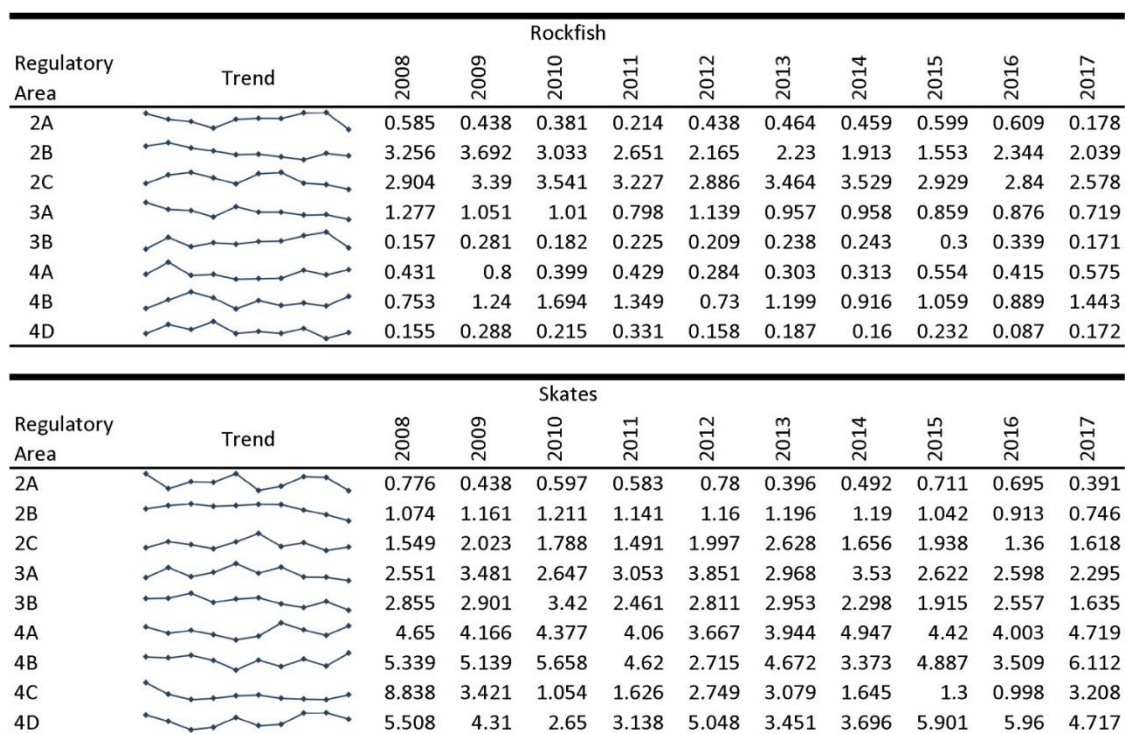 Rockfish
Regulatory Area Trend 2008 2009 2010 2011 2012 2013 2014 2015 2016 2017
2A 0.585 0.438 0.381 0.214 0.438 0.464 0.459 0.599 0.609 0.178
2B 3.256 3.692 3.033 2.651 2.165 2.23 1.913 1.553 2.344 2.039
2C 2.904 3.39 3.541 3.227 2.886 3.464 3.529 2.929 2.84 2.578
3A 1.277 1.051 1.01 0.798 1.139 0.957 0.958 0.859 0.876 0.719
3B 0.157 0.281 0.182 0.225 0.209 0.238 0.243 0.3 0.339 0.171
4A 0.431 0.8 0.399 0.429 0.284 0.303 0.313 0.554 0.415 0.575
4B 0.753 1.24 1.694 1.349 0.73 1.199 0.916 1.059 0.889 1.443
4D 0.155 0.288 0.215 0.331 0.158 0.187 0.16 0.232 0.087 0.172
Skates
Regulatory Area Trend 2008 2009 2010 2011 2012 2013 2014 2015 2016 2017
2A 0.776 0.438 0.597 0.583 0.78 0.396 0.492 0.711 0.695 0.391
2B 1.074 1.161 1.211 1.141 1.16 1.196 1.19 1.042 0.913 0.746
2C 1.549 2.023 1.788 1.491 1.997 2.628 1.656 1.938 1.36 1.618
3A 2.551 3.481 2.647 3.053 3.851 2.968 3.53 2.622 2.598 2.295
3B 2.855 2.901 3.42 2.461 2.811 2.953 2.298 1.915 2.557 1.635
4A 4.65 4.166 4.377 4.06 3.667 3.944 4.947 4.42 4.003 4.719
4B 5.339 5.139 5.658 4.62 2.715 4.672 3.373 4.887 3.509 6.112
4C 8.838 3.421 1.054 1.626 2.749 3.079 1.645 1.3 0.998 3.208
4D 5.508 4.31 2.65 3.138 5.048 3.451 3.696 5.901 5.96 4.717